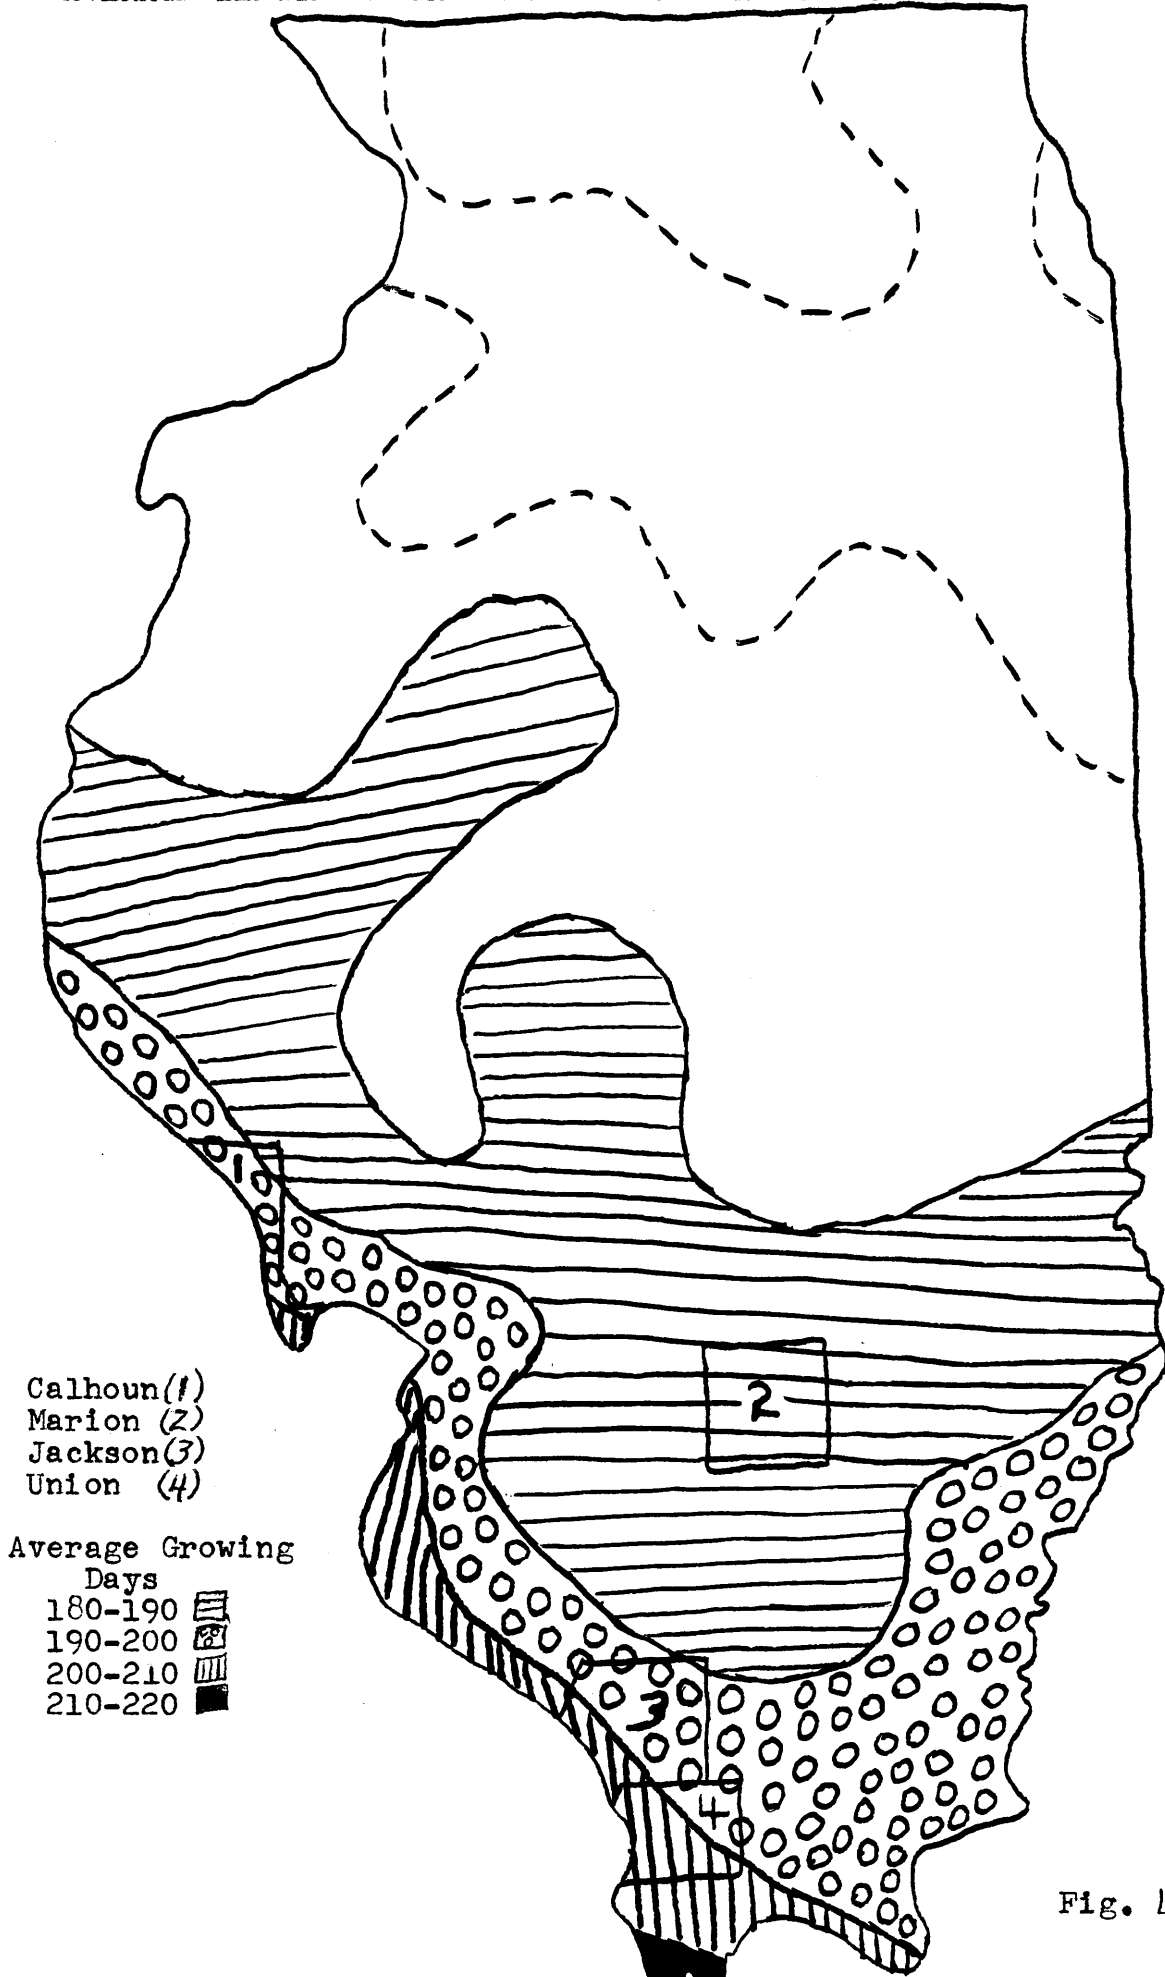 1
2
3
4
Calhoun(1)
Marion (2)
Jackson(3)
Union (4)
Average Growing
Days
180-190
190-200
200-210
210-220
Fig.